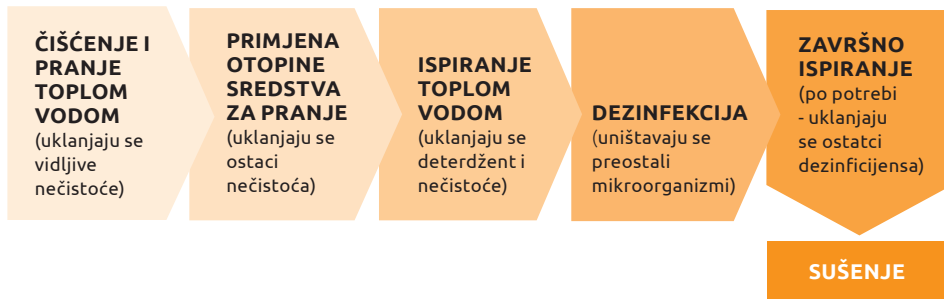 ČIŠĆENJE I
PRANJE
TOPLOM
VODOM
(uklanjaju se
vidljive
nečistoće)
PRIMJENA
OTOPINE
SREDSTVA
ZA PRANJE
(uklanjaju se
ostaci
nečistoća)
ISPIRANJE
TOPLOM
VODOM
(uklanjaju se
deterdžent i
nečistoće)
DEZINFEKCIJA
(uništavaju se
preostali
mikroorganizmi)
ZAVRŠNO
ISPIRANJE
(po potrebi
- uklanjaju
se ostatci
dezinficijensa)
SUŠENJE